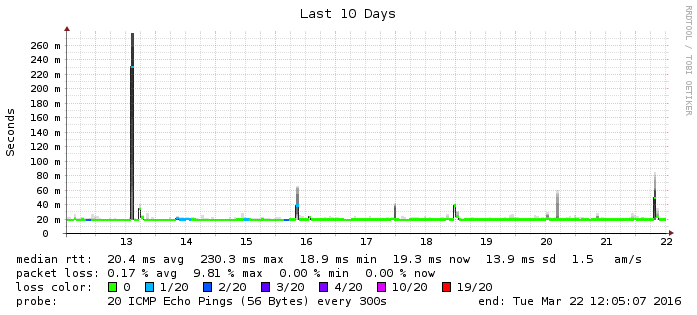 Last 10 Days
RRDTOOL / TOBI OETIKER
Seconds
260 m
240 m
220 m
200 m
180 m
160 m
140 m
120 m
100 m
80 m
60 m
40 m
20 m
0
13 14 15 16 17 18 19 20 21 22
median rtt: 20.4 ms avg 230.3 ms max 18.9 ms min 19.3 ms now 13.9 ms sd 1.5 am/s
packet loss: 0.17 % avg 9.81 % max 0.00 % min 0.00 % now
loss color: 0 1/20 2/20 3/20 4/20 10/20 19/20
probe: 20 ICMP Echo Pings (56 Bytes) every 300s end: Tue Mar 22 12:05:07 2016